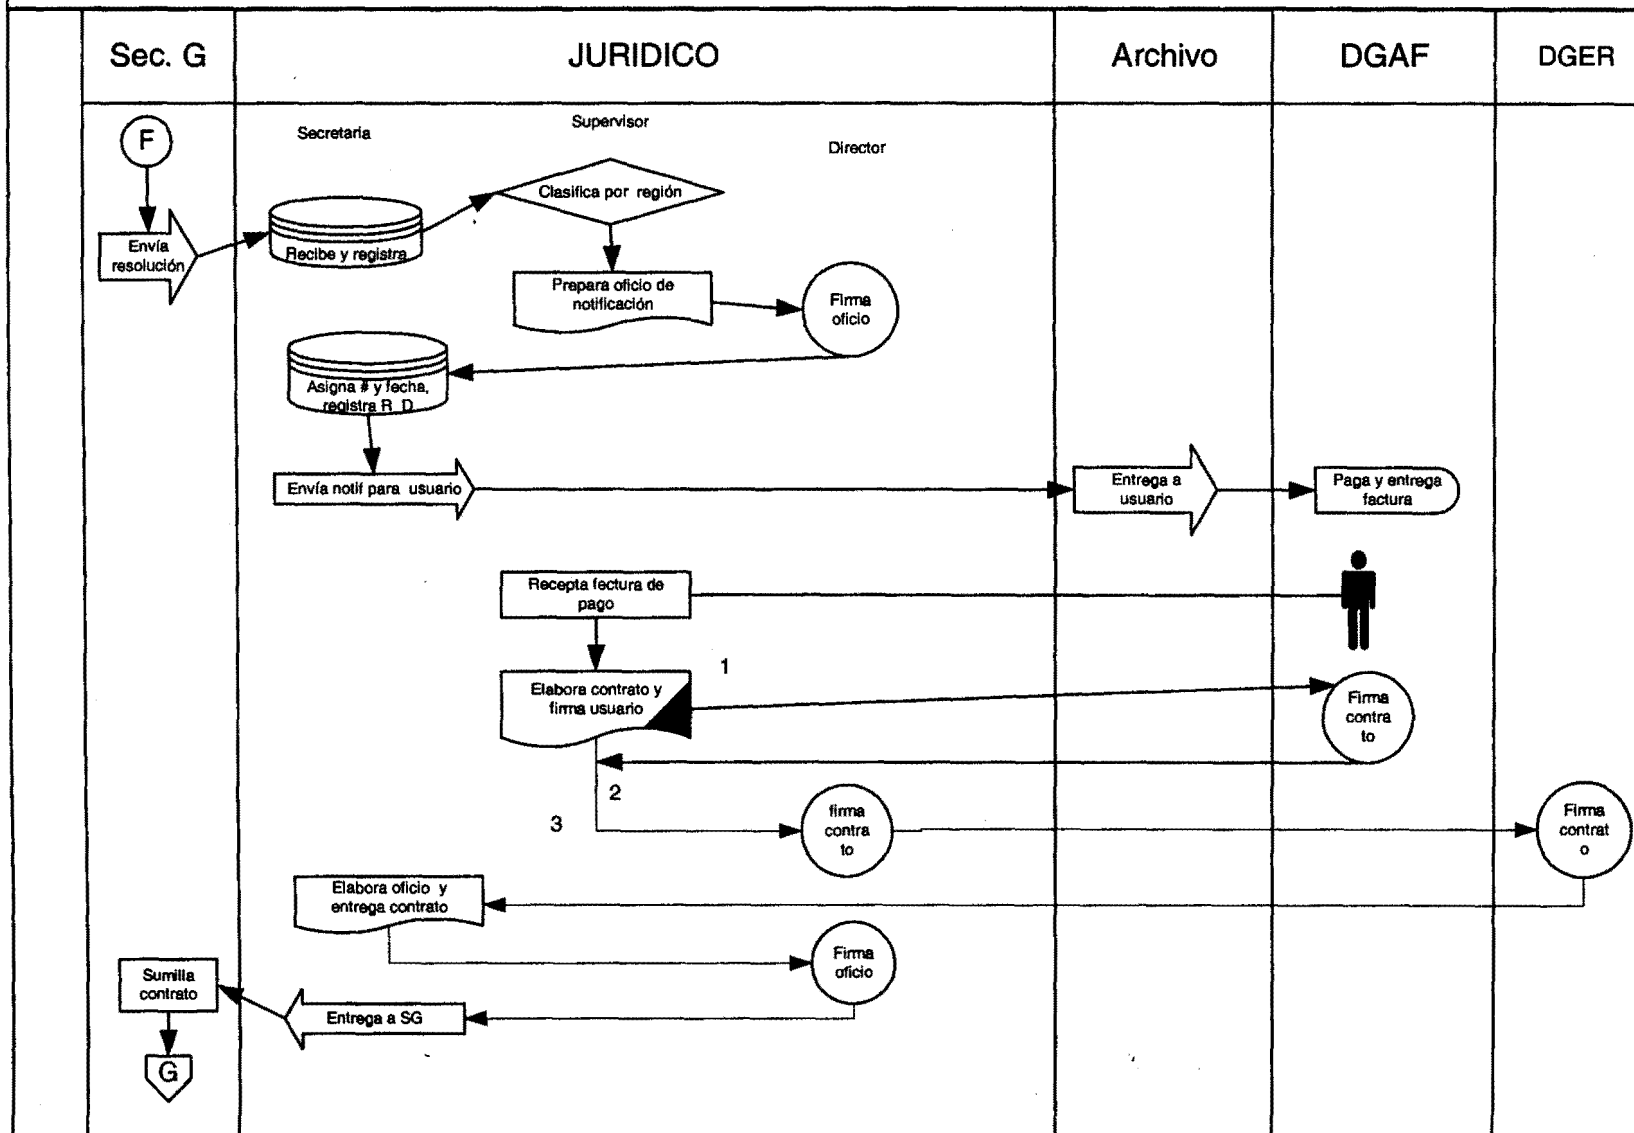 Sec. G
JURIDICO
Archivo
DGAF
DGER
F
Secretaria
Supervisor
Director
Clasifica por región
Envía
resolución
Recibe y registra
Prepara oficio de
notificación
Firma
oficio
Asigna # y fecha,
registra R D
Envía notif para usuario
Entrega a
usuario
Paga y entrega
factura
Recepta fectura de
pago
1
Elabora contrato y
firma usuario
Firma
contra
to
2
3
firma
contra
to
Firma
contrat
o
Elabora oficio y
entrega contrato
Firma
oficio
Sumilla
contrato
Entrega a SG
G